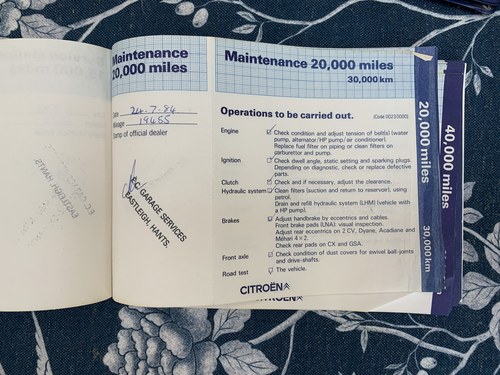 Maintenance
20,000 miles
Date 24.7.84
Mileage 19455
Stamp of official dealer
EC GARAGE SERVICES
EASTLEIGH, HANTS.
Maintenance 20,000 miles
30,000 km
Operations to be carried out.
(Code 00230000)
Engine
Check condition and adjust tension of belt(s) (water
pump, alternator/HP pump/air conditioner).
Replace fuel filter on piping or clean filters on
carburettor and pump.
Ignition
Check dwell angle, static setting and sparking plugs.
Depending on diagnostic, check or replace defective
parts.
Clutch
Check and if necessary, adjust the clearance.
Hydraulic system
Clean filters (suction and return to reservoir), using
petrol.
Drain and refill hydraulic system (LHM) (vehicle with
a HP pump).
Brakes
Adjust handbrake by eccentrics and cables.
Front brake pads (LNA): visual inspection.
Adjust rear eccentrics on 2 CV, Dyane, Acadiane and
Méhari 4 × 2.
Check rear pads on CX and GSA.
Front axle
Check condition of dust covers for swivel ball-joints
and drive-shafts.
Road test
The vehicle.
CITROËN
CITROËN
20,000 miles
30,000 km
40,000 miles